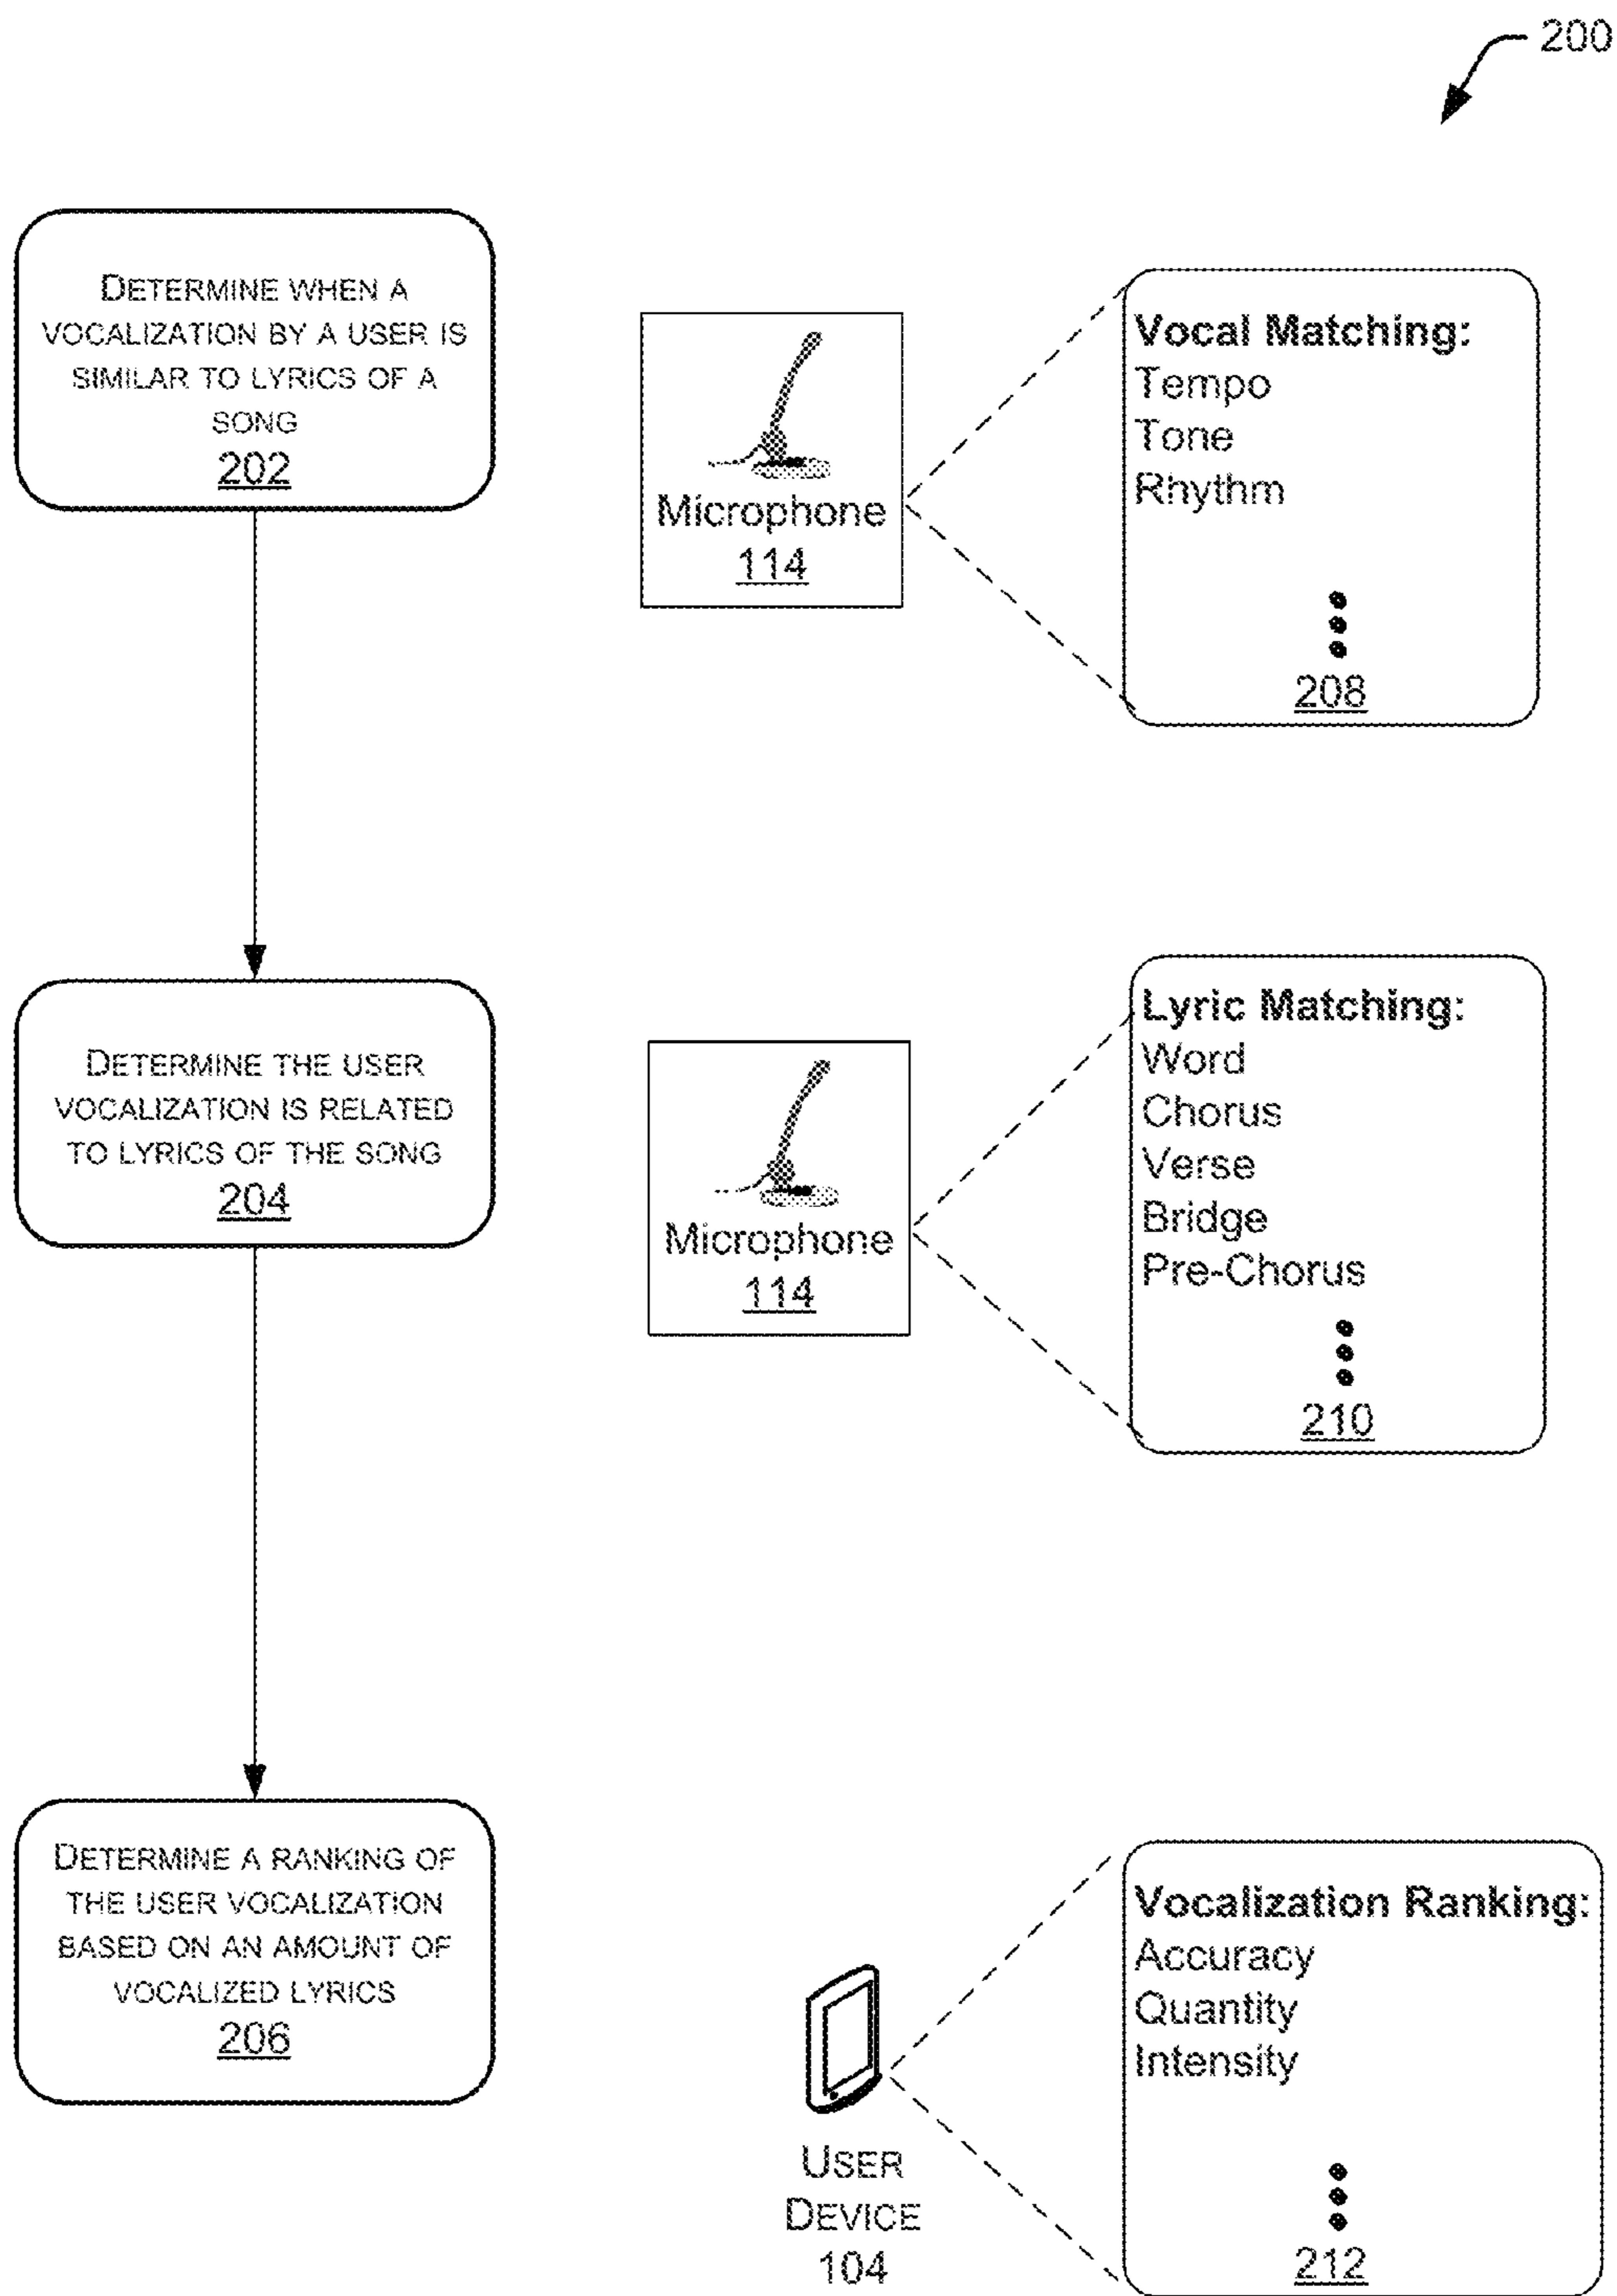 200
DETERMINE WHEN A
VOCALIZATION BY A USER IS
SIMILAR TO LYRICS OF A
SONG
202
Microphone
114
Vocal Matching:
Tempo
Tone
Rhythm
208
DETERMINE THE USER
VOCALIZATION IS RELATED
TO LYRICS OF THE SONG
204
Microphone
114
Lyric Matching:
Word
Chorus
Verse
Bridge
Pre-Chorus
210
DETERMINE A RANKING OF
THE USER VOCALIZATION
BASED ON AN AMOUNT OF
VOCALIZED LYRICS
206
USER
DEVICE
104
Vocalization Ranking:
Accuracy
Quantity
Intensity
212